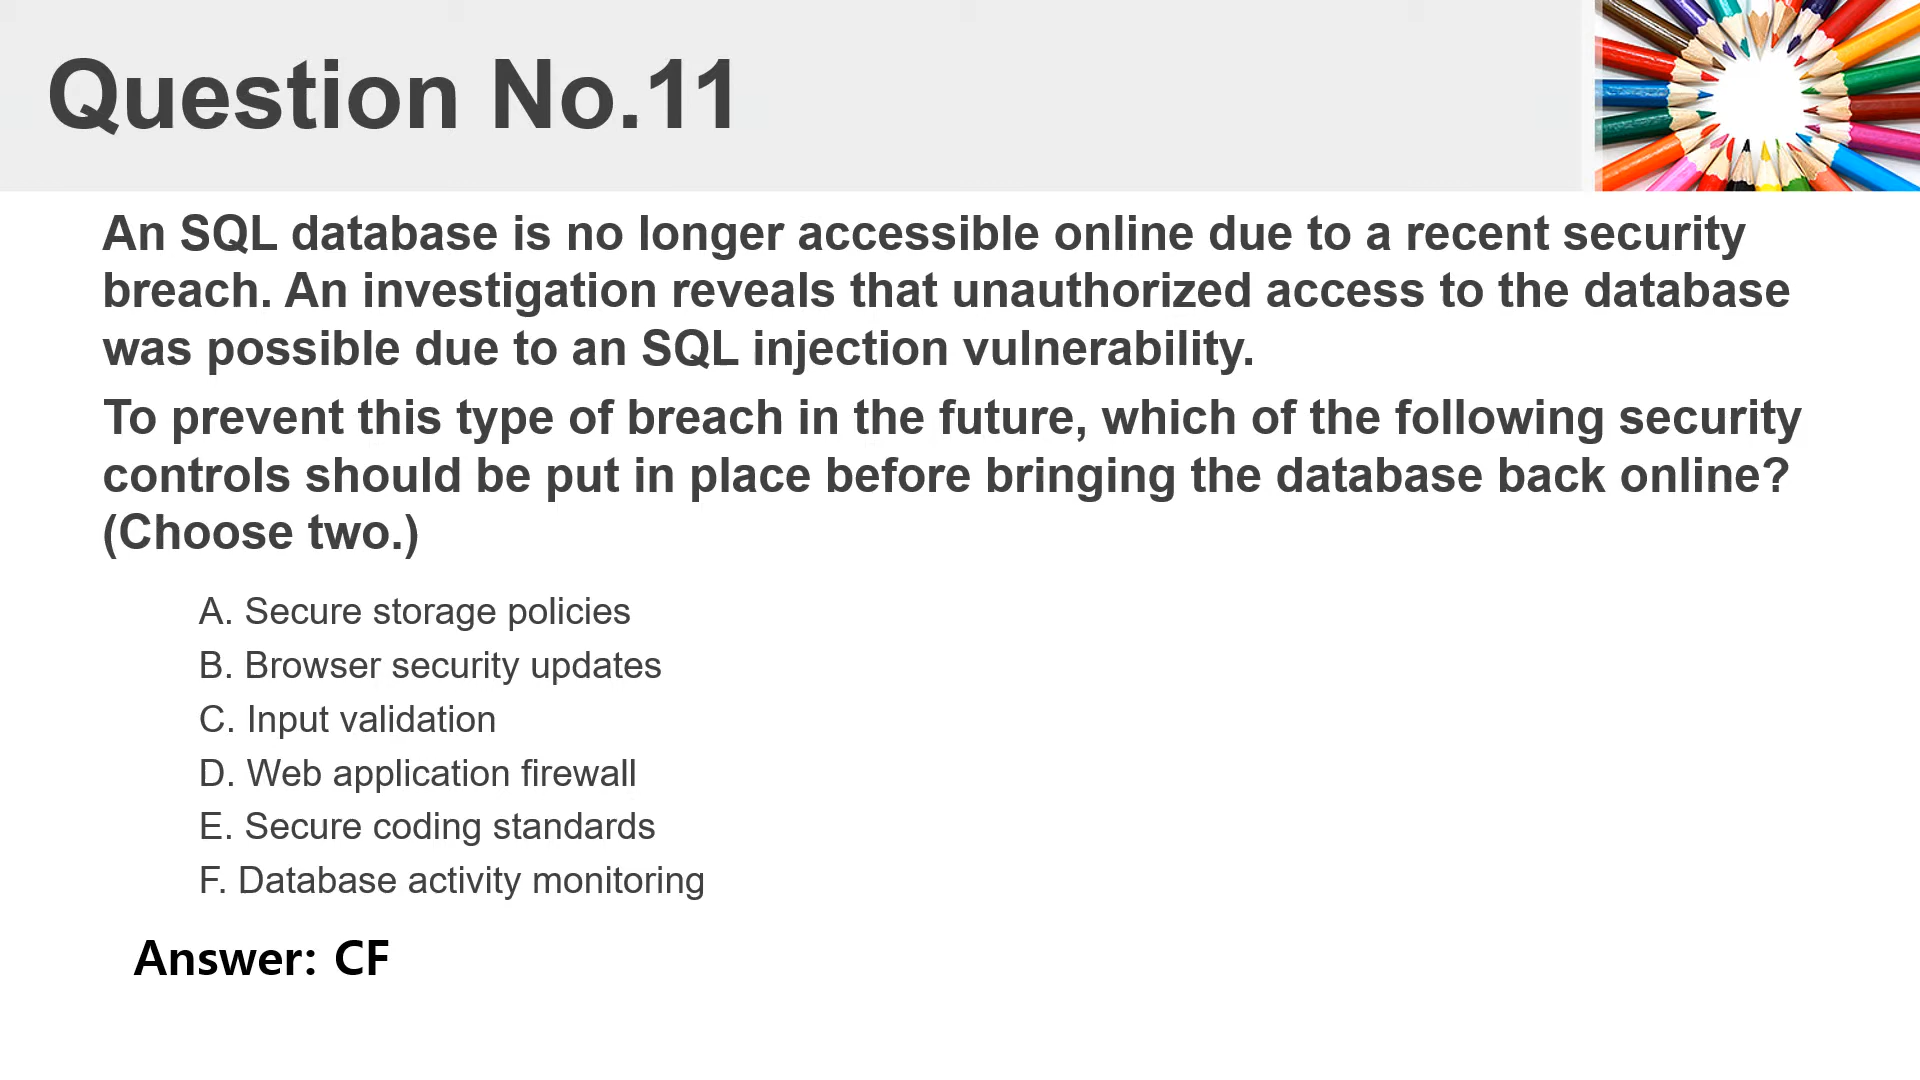 Question No.11
An SQL database is no longer accessible online due to a recent security
breach. An investigation reveals that unauthorized access to the database
was possible due to an SQL injection vulnerability.
To prevent this type of breach in the future, which of the following security
controls should be put in place before bringing the database back online?
(Choose two.)
A. Secure storage policies
B. Browser security updates
C. Input validation
D. Web application firewall
E. Secure coding standards
F. Database activity monitoring
Answer: CF